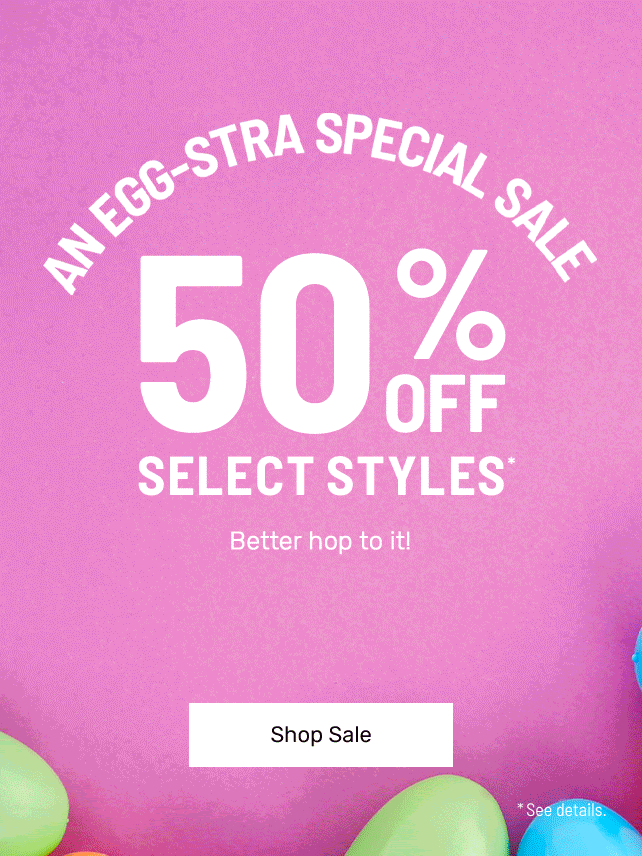 AN EGG-STRA SPECIAL SALE
50%
OFF
SELECT STYLES*
Better hop to it!
Shop Sale
*See details.